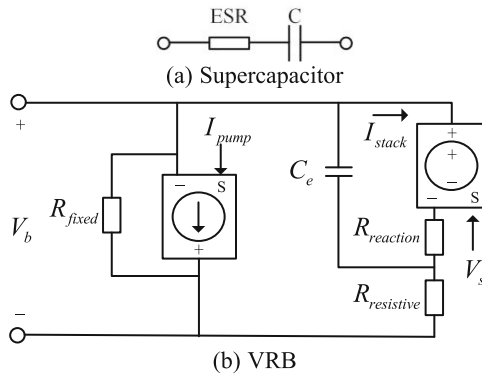 ESR C
(a) Supercapacitor
+
I_pump
I_stack
+
+
−
− S
− S
C_e
R_fixed
V_b
+
R_reaction
V_s
R_resistive
−
(b) VRB